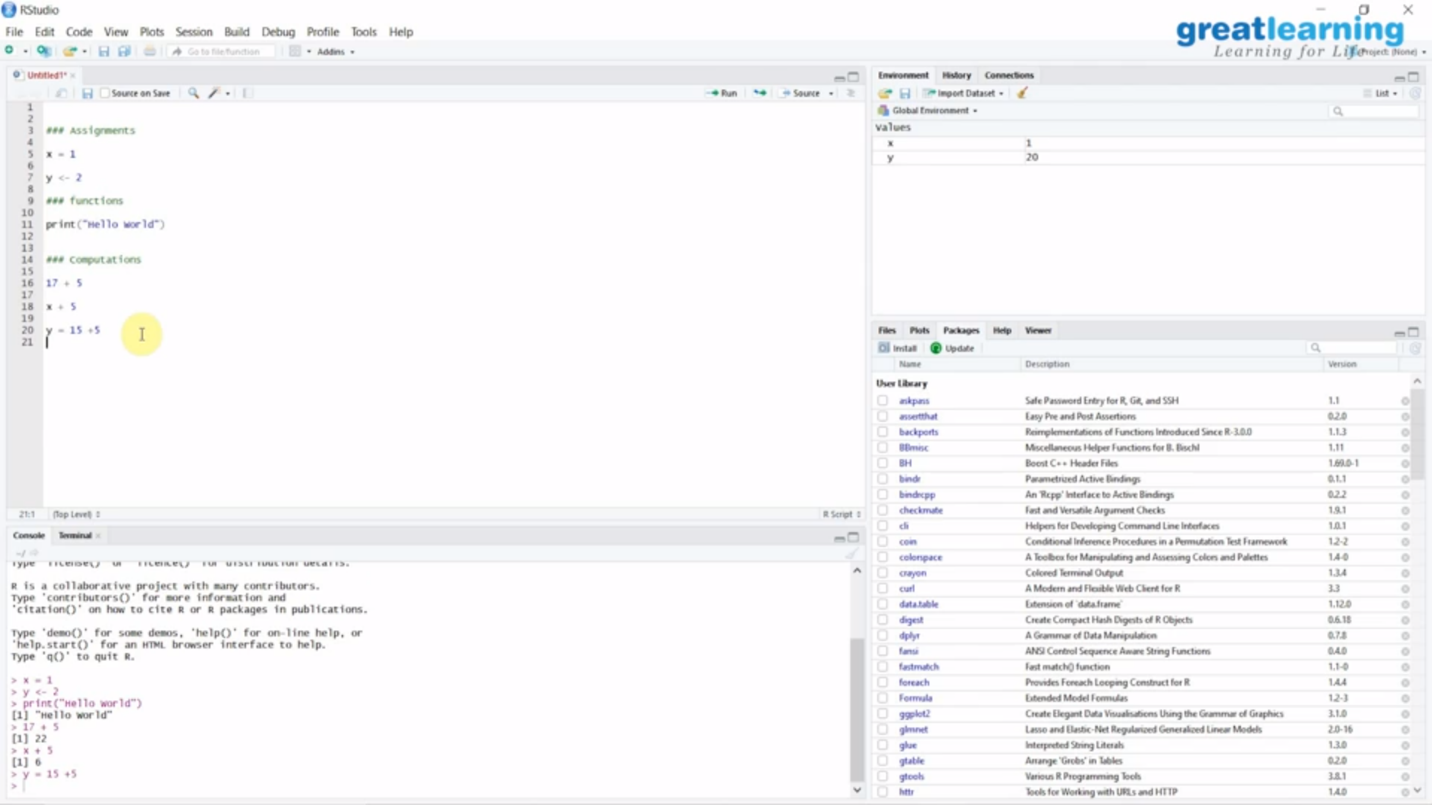 RStudio
File Edit Code View Plots Session Build Debug Profile Tools Help
greatlearning
Learning for Life
Go to file/function Addins
Project: (None)
Untitled1*
Source on Save Run Source
1
2
3 ### Assignments
4
5 x = 1
6
7 y <- 2
8
9 ### functions
10
11 print("Hello World")
12
13
14 ### Computations
15
16 17 + 5
17
18 x + 5
19
20 y = 15 +5
21
21:1 (Top Level) R Script
Console Terminal
~/
Type 'license()' or 'licence()' for distribution details.
R is a collaborative project with many contributors.
Type 'contributors()' for more information and
'citation()' on how to cite R or R packages in publications.
Type 'demo()' for some demos, 'help()' for on-line help, or
'help.start()' for an HTML browser interface to help.
Type 'q()' to quit R.
> x = 1
> y <- 2
> print("Hello World")
[1] "Hello World"
> 17 + 5
[1] 22
> x + 5
[1] 6
> y = 15 +5
>
Environment History Connections
Import Dataset List
Global Environment
values
x 1
y 20
Files Plots Packages Help Viewer
Install Update
Name Description Version
User Library
askpass Safe Password Entry for R, Git, and SSH 1.1
assertthat Easy Pre and Post Assertions 0.2.0
backports Reimplementations of Functions Introduced Since R-3.0.0 1.1.3
BBmisc Miscellaneous Helper Functions for B. Bischl 1.11
BH Boost C++ Header Files 1.69.0-1
bindr Parametrized Active Bindings 0.1.1
bindrcpp An 'Rcpp' Interface to Active Bindings 0.2.2
checkmate Fast and Versatile Argument Checks 1.9.1
cli Helpers for Developing Command Line Interfaces 1.0.1
coin Conditional Inference Procedures in a Permutation Test Framework 1.2-2
colorspace A Toolbox for Manipulating and Assessing Colors and Palettes 1.4-0
crayon Colored Terminal Output 1.3.4
curl A Modern and Flexible Web Client for R 3.3
data.table Extension of `data.frame` 1.12.0
digest Create Compact Hash Digests of R Objects 0.6.18
dplyr A Grammar of Data Manipulation 0.7.8
fansi ANSI Control Sequence Aware String Functions 0.4.0
fastmatch Fast match() function 1.1-0
foreach Provides Foreach Looping Construct for R 1.4.4
Formula Extended Model Formulas 1.2-3
ggplot2 Create Elegant Data Visualisations Using the Grammar of Graphics 3.1.0
glmnet Lasso and Elastic-Net Regularized Generalized Linear Models 2.0-16
glue Interpreted String Literals 1.3.0
gtable Arrange 'Grobs' in Tables 0.2.0
gtools Various R Programming Tools 3.8.1
httr Tools for Working with URLs and HTTP 1.4.0